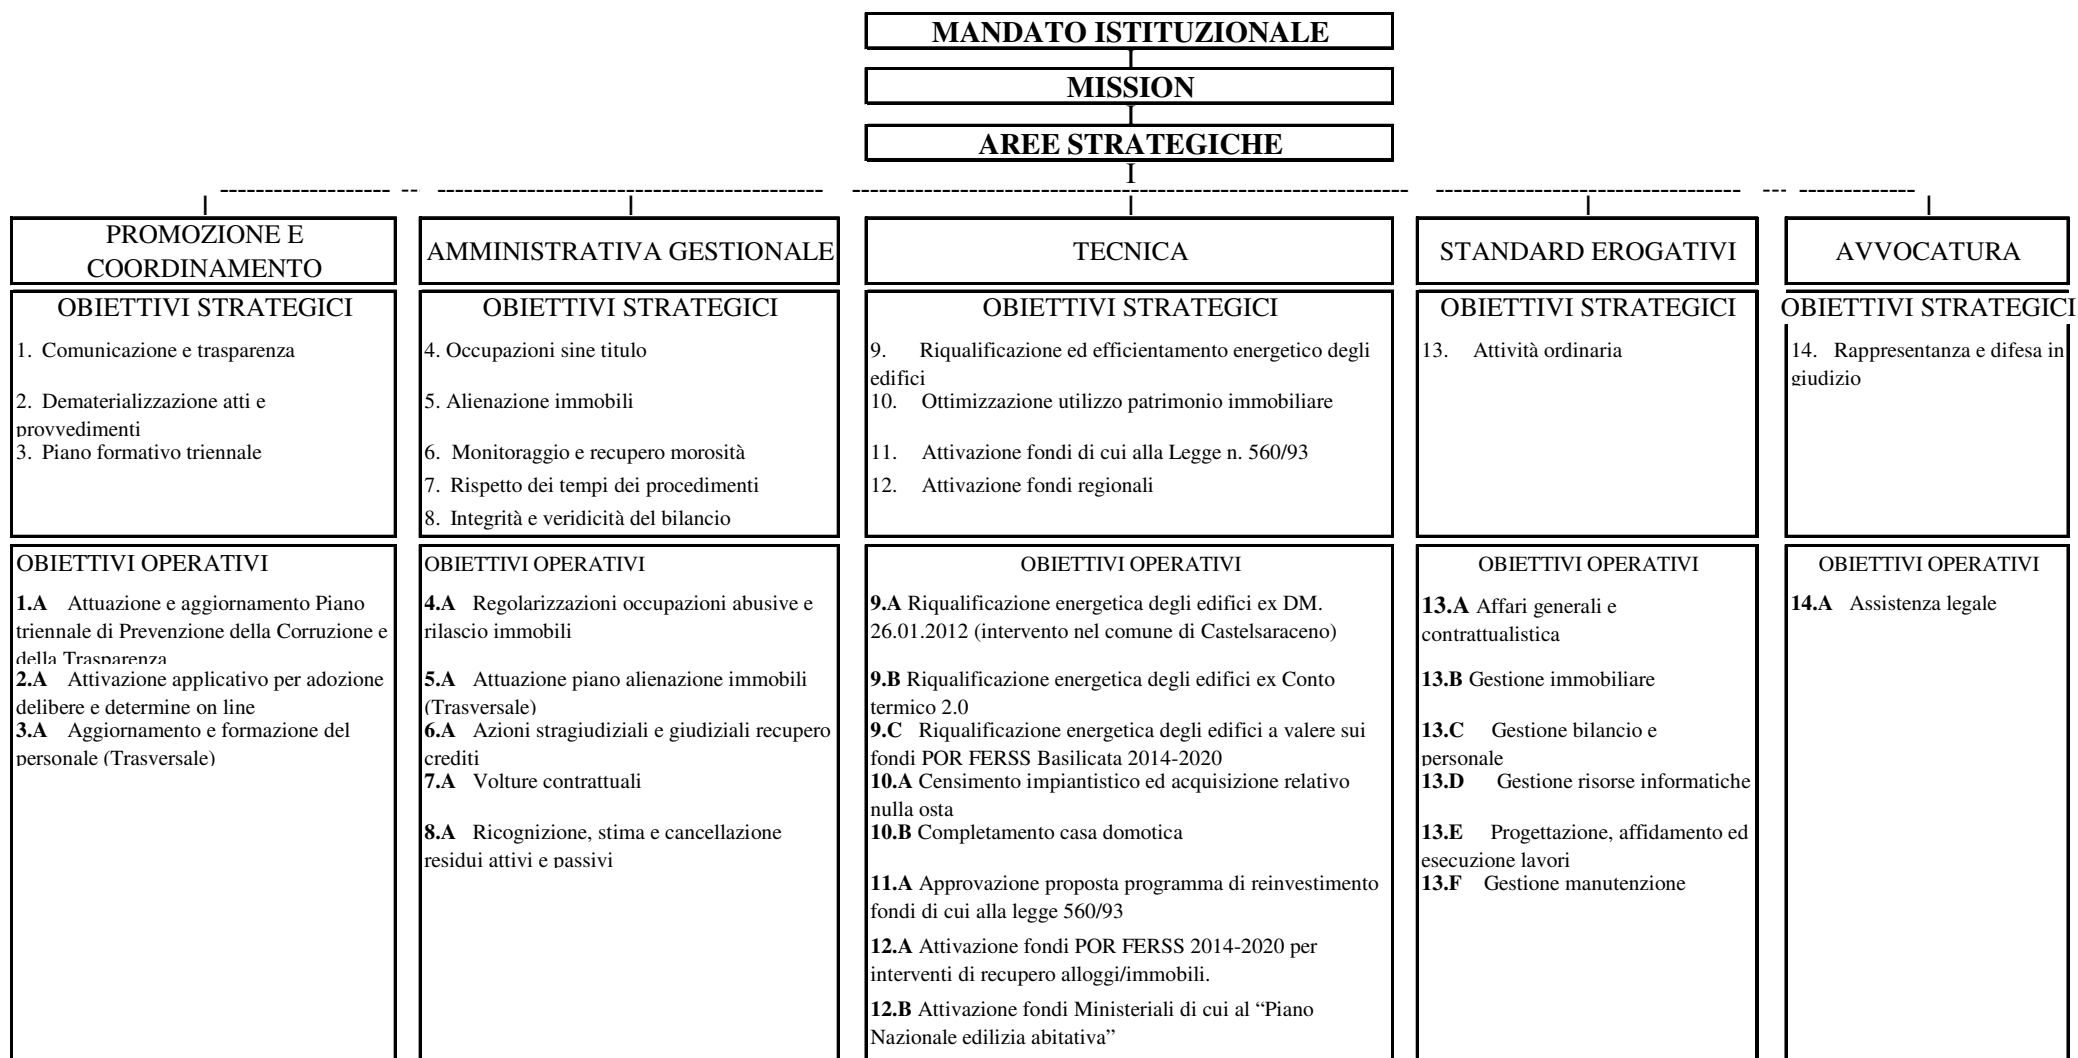 MANDATO ISTITUZIONALE
MISSION
AREE STRATEGICHE
PROMOZIONE E
COORDINAMENTO
OBIETTIVI STRATEGICI
1. Comunicazione e trasparenza
2. Dematerializzazione atti e
provvedimenti
3. Piano formativo triennale
OBIETTIVI OPERATIVI
1.A Attuazione e aggiornamento Piano
triennale di Prevenzione della Corruzione e
della Trasparenza
2.A Attivazione applicativo per adozione
delibere e determine on line
3.A Aggiornamento e formazione del
personale (Trasversale)
AMMINISTRATIVA GESTIONALE
OBIETTIVI STRATEGICI
4. Occupazioni sine titolo
5. Alienazione immobili
6. Monitoraggio e recupero morosità
7. Rispetto dei tempi dei procedimenti
8. Integrità e veridicità del bilancio
OBIETTIVI OPERATIVI
4.A Regolarizzazioni occupazioni abusive e
rilascio immobili
5.A Attuazione piano alienazione immobili
(Trasversale)
6.A Azioni stragiudiziali e giudiziali recupero
crediti
7.A Volture contrattuali
8.A Ricognizione, stima e cancellazione
residui attivi e passivi
TECNICA
OBIETTIVI STRATEGICI
9. Riqualificazione ed efficientamento energetico degli
edifici
10. Ottimizzazione utilizzo patrimonio immobiliare
11. Attivazione fondi di cui alla Legge n. 560/93
12. Attivazione fondi regionali
OBIETTIVI OPERATIVI
9.A Riqualificazione energetica degli edifici ex DM.
26.01.2012 (intervento nel comune di Castelsaraceno)
9.B Riqualificazione energetica degli edifici ex Conto
termico 2.0
9.C Riqualificazione energetica degli edifici a valere sui
fondi POR FERSS Basilicata 2014-2020
10.A Censimento impiantistico ed acquisizione relativo
nulla osta
10.B Completamento casa domotica
11.A Approvazione proposta programma di reinvestimento
fondi di cui alla legge 560/93
12.A Attivazione fondi POR FERSS 2014-2020 per
interventi di recupero alloggi/immobili.
12.B Attivazione fondi Ministeriali di cui al “Piano
Nazionale edilizia abitativa”
STANDARD EROGATIVI
OBIETTIVI STRATEGICI
13. Attività ordinaria
OBIETTIVI OPERATIVI
13.A Affari generali e
contrattualistica
13.B Gestione immobiliare
13.C Gestione bilancio e
personale
13.D Gestione risorse informatiche
13.E Progettazione, affidamento ed
esecuzione lavori
13.F Gestione manutenzione
AVVOCATURA
OBIETTIVI STRATEGICI
14. Rappresentanza e difesa in
giudizio
OBIETTIVI OPERATIVI
14.A Assistenza legale